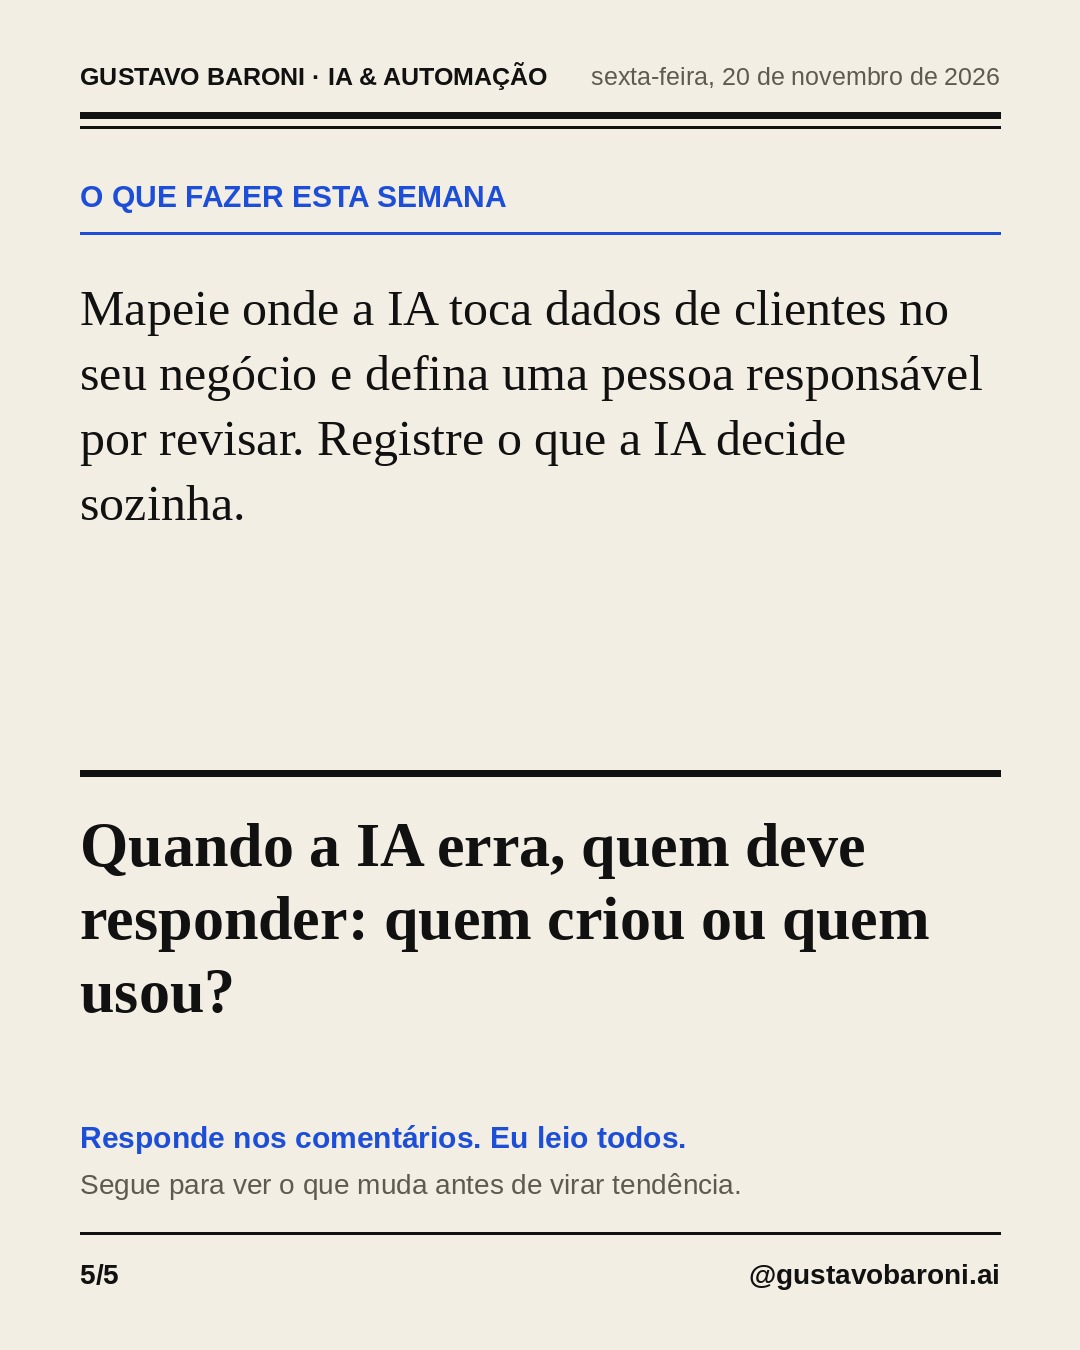 GUSTAVO BARONI · IA & AUTOMAÇÃO
sexta-feira, 20 de novembro de 2026
O QUE FAZER ESTA SEMANA
Mapeie onde a IA toca dados de clientes no
seu negócio e defina uma pessoa responsável
por revisar. Registre o que a IA decide
sozinha.
Quando a IA erra, quem deve
responder: quem criou ou quem
usou?
Responde nos comentários. Eu leio todos.
Segue para ver o que muda antes de virar tendência.
5/5
@gustavobaroni.ai